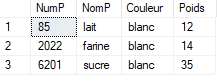 NumP NomP Couleur Poids
1 85 lait blanc 12
2 2022 farine blanc 14
3 6201 sucre blanc 35